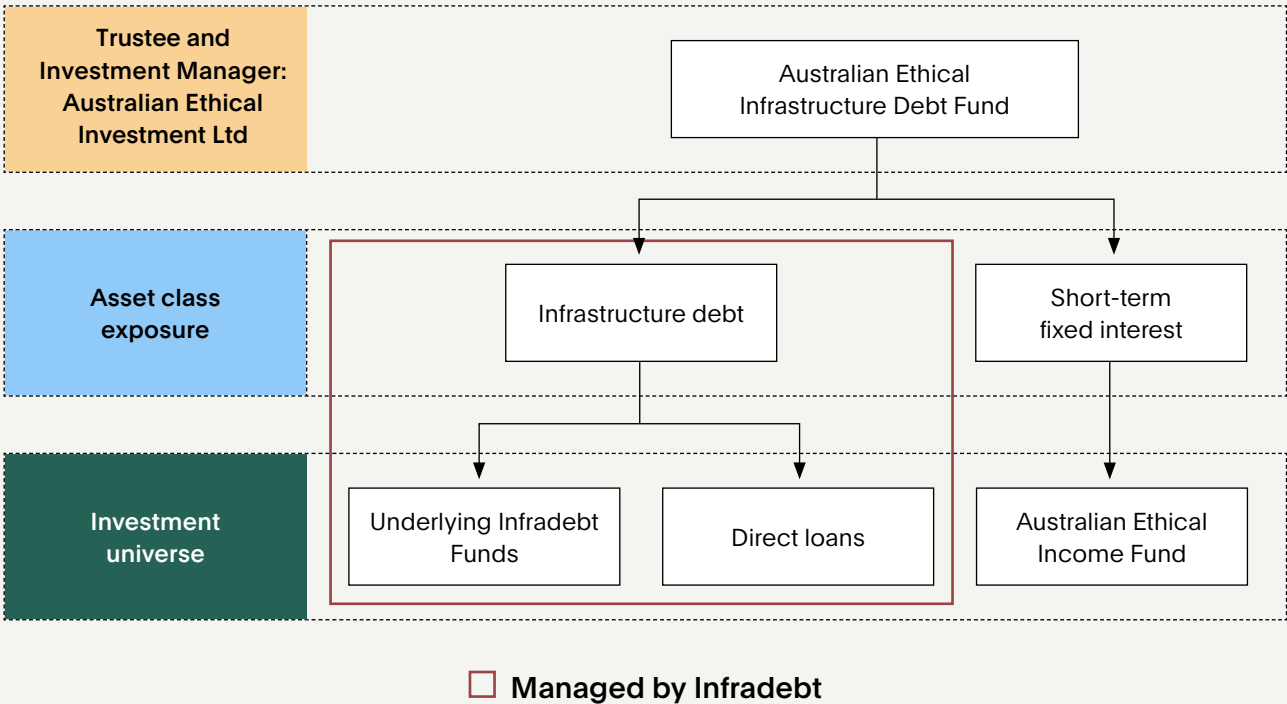 Trustee and
Investment Manager:
Australian Ethical
Investment Ltd
Australian Ethical
Infrastructure Debt Fund
Asset class
exposure
Infrastructure debt
Short-term
fixed interest
Investment
universe
Underlying Infradebt
Funds
Direct loans
Australian Ethical
Income Fund
Managed by Infradebt